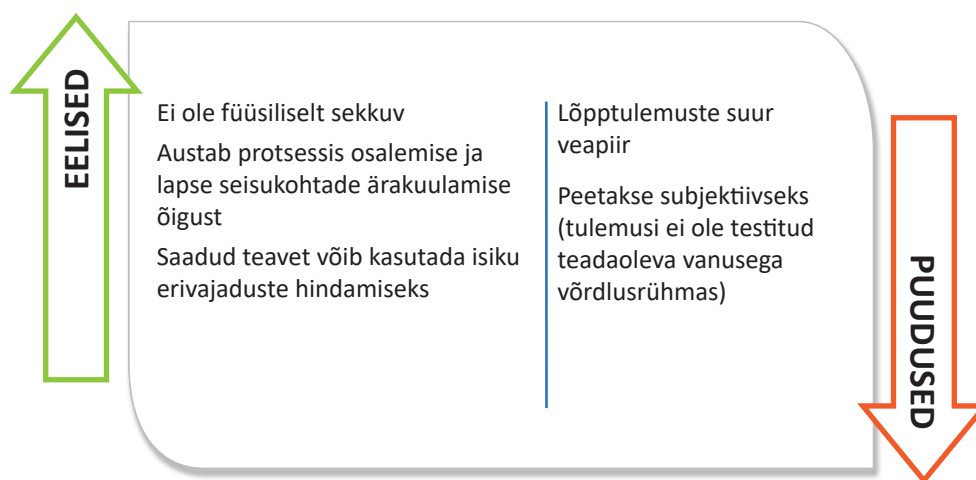 EELISED
Ei ole füüsiliselt sekkuv
Austab protsessis osalemise ja
lapse seisukohtade ärakuulamise
õigust
Saadud teavet võib kasutada isiku
erivajaduste hindamiseks
Lõpptulemuste suur
veapiir
Peetakse subjektiivseks
(tulemusi ei ole testitud
teadaoleva vanusega
võrdlusrühmas)
PUUDUSED